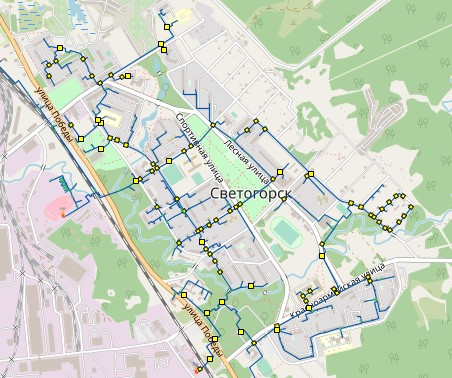 улица Победы
Спортивная улица
Лесная улица
Светогорск
Красноармейская улица
улица Победы